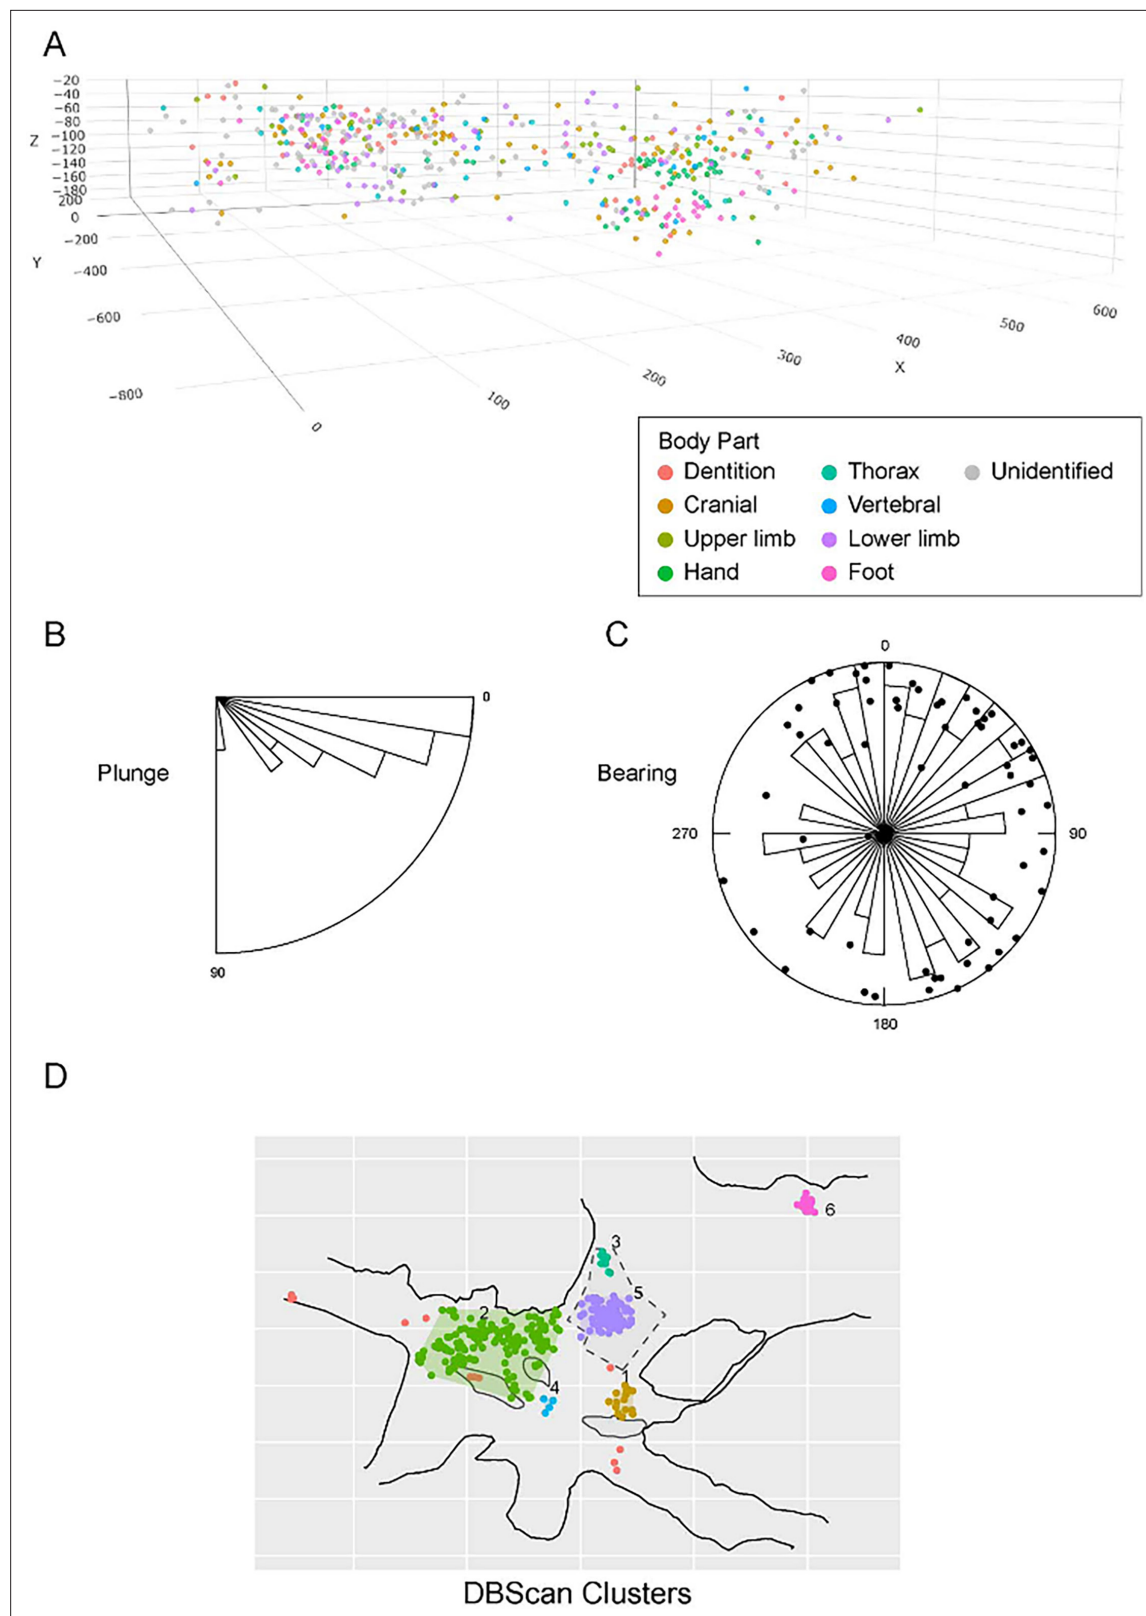 A
-20
-40
-60
-80
Z
-100
-120
-140
-160
-180
200
0
-200
Y
-400
-600
-800
0
100
200
300
400
500
600
X
Body Part
Dentition Thorax Unidentified
Cranial Vertebral
Upper limb Lower limb
Hand Foot
B C
0
0
Plunge Bearing
270 90
90
180
D
6
3
5
2
1
4
DBScan Clusters